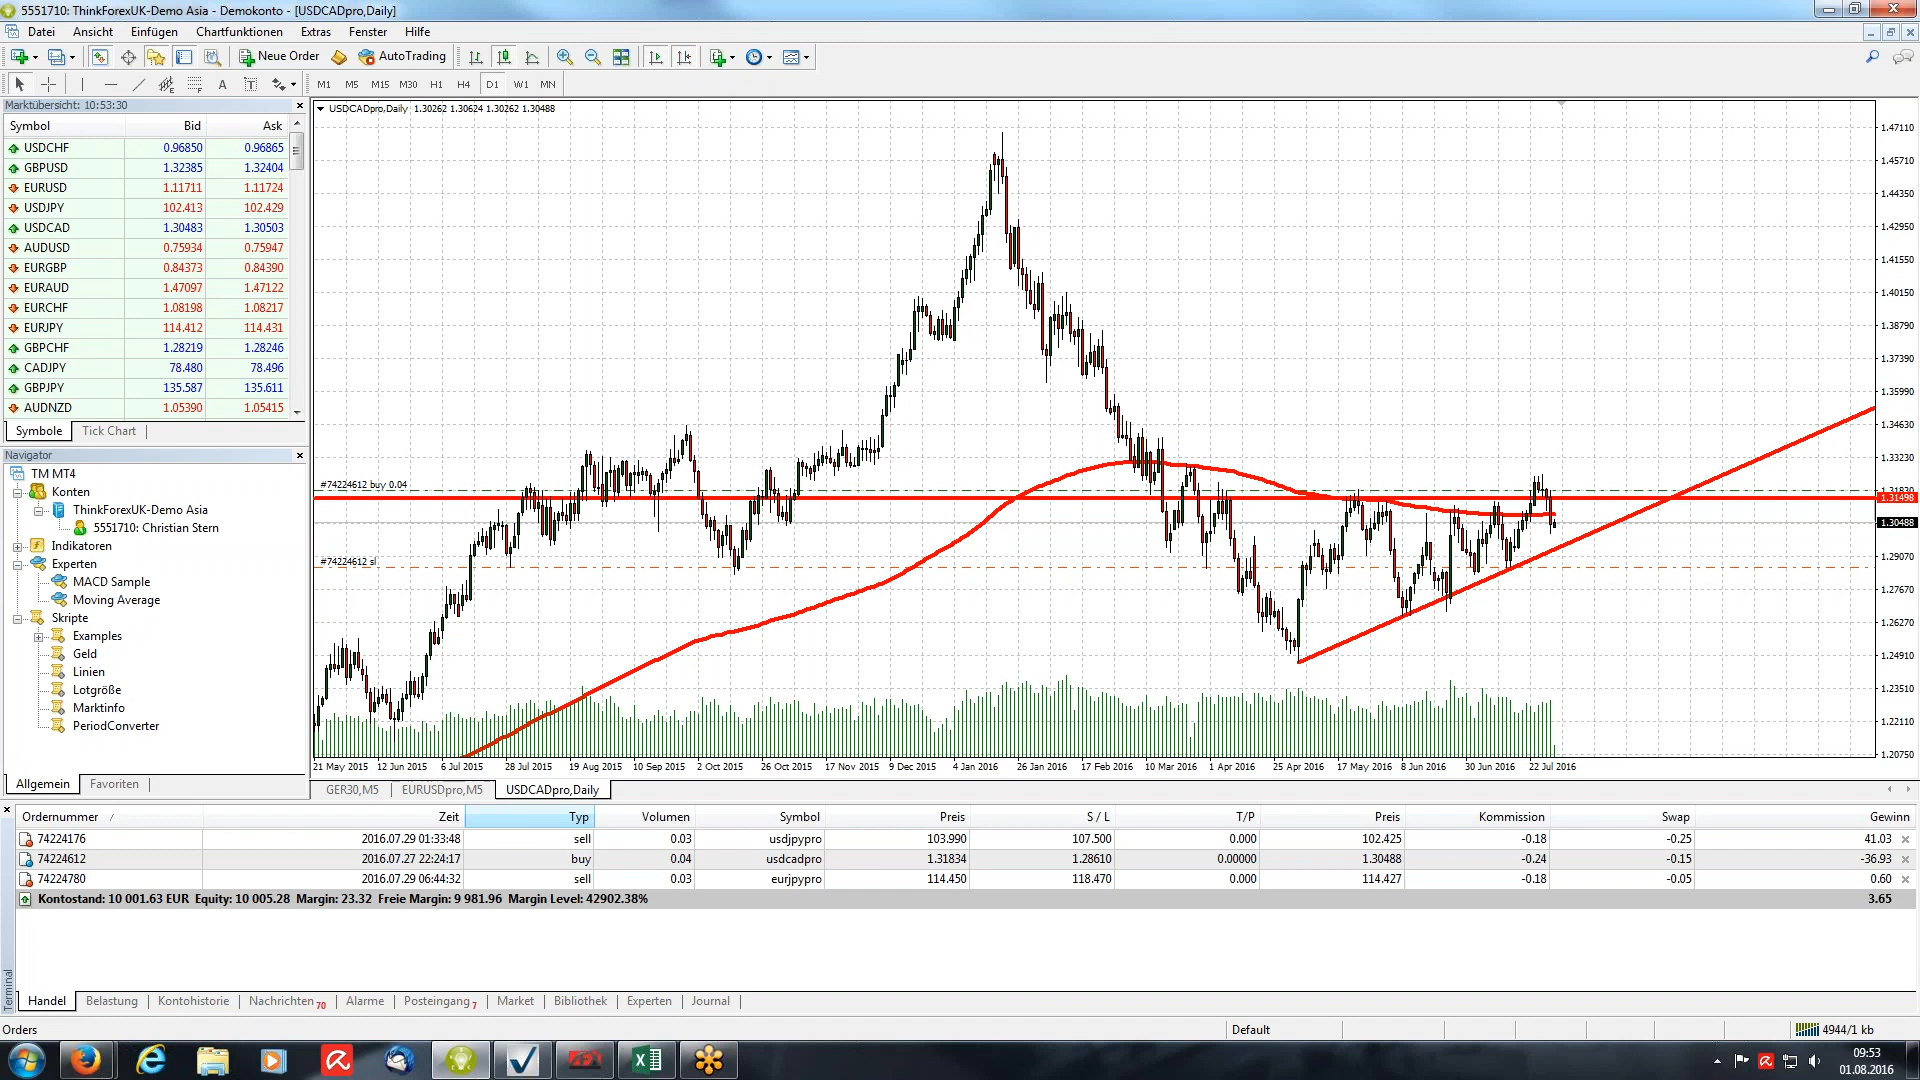 5551710: ThinkForexUK-Demo Asia - Demokonto - [USDCADpro,Daily]
Datei Ansicht Einfügen Chartfunktionen Extras Fenster Hilfe
New Order AutoTrading
A T M1 M5 M15 M30 H1 H4 D1 W1 MN
Marktübersicht: 10:53:30
Symbol Bid Ask
USDCHF 0.96850 0.96865
GBPUSD 1.32385 1.32404
EURUSD 1.11711 1.11724
USDJPY 102.413 102.429
USDCAD 1.30483 1.30503
AUDUSD 0.75934 0.75947
EURGBP 0.84373 0.84390
EURAUD 1.47097 1.47122
EURCHF 1.08198 1.08217
EURJPY 114.412 114.431
GBPCHF 1.28219 1.28246
CADJPY 78.480 78.496
GBPJPY 135.587 135.611
AUDNZD 1.05390 1.05415
Symbole Tick Chart
Navigator
TM MT4
Konten
ThinkForexUK-Demo Asia
5551710: Christian Stern
Indikatoren
Experten
MACD Sample
Moving Average
Skripte
Examples
Geld
Linien
Lotgröße
Marktinfo
PeriodConverter
Allgemein Favoriten
USDCADpro,Daily 1.30262 1.30624 1.30262 1.30488
1.47110
1.45710
1.44350
1.42950
1.41550
1.40150
1.38790
1.37390
1.35990
1.34630
1.33230
#74224612 buy 0.04
1.31498
1.30488
1.29070
#74224612 sl
1.27670
1.26270
1.24910
1.23510
1.22110
1.20750
21 May 2015 12 Jun 2015 6 Jul 2015 28 Jul 2015 19 Aug 2015 10 Sep 2015 2 Oct 2015 26 Oct 2015 17 Nov 2015 9 Dec 2015 4 Jan 2016 26 Jan 2016 17 Feb 2016 10 Mar 2016 1 Apr 2016 25 Apr 2016 17 May 2016 8 Jun 2016 30 Jun 2016 22 Jul 2016
GER30,M5 EURUSDpro,M5 USDCADpro,Daily
Ordernummer Zeit Typ Volumen Symbol Preis S / L T/P Preis Kommission Swap Gewinn
74224176 2016.07.29 01:33:48 sell 0.03 usdjpypro 103.990 107.500 0.000 102.425 -0.18 -0.25 41.03
74224612 2016.07.27 22:24:17 buy 0.04 usdcadpro 1.31834 1.28610 0.00000 1.30488 -0.24 -0.15 -36.93
74224780 2016.07.29 06:44:32 sell 0.03 eurjpypro 114.450 118.470 0.000 114.427 -0.18 -0.05 0.60
Kontostand: 10 001.63 EUR Equity: 10 005.28 Margin: 23.32 Freie Margin: 9 981.96 Margin Level: 42902.38% 3.65
Terminal
Handel Belastung Kontohistorie Nachrichten 70 Alarme Posteingang 7 Market Bibliothek Experten Journal
Orders Default 4944/1 kb
09:53
01.08.2016